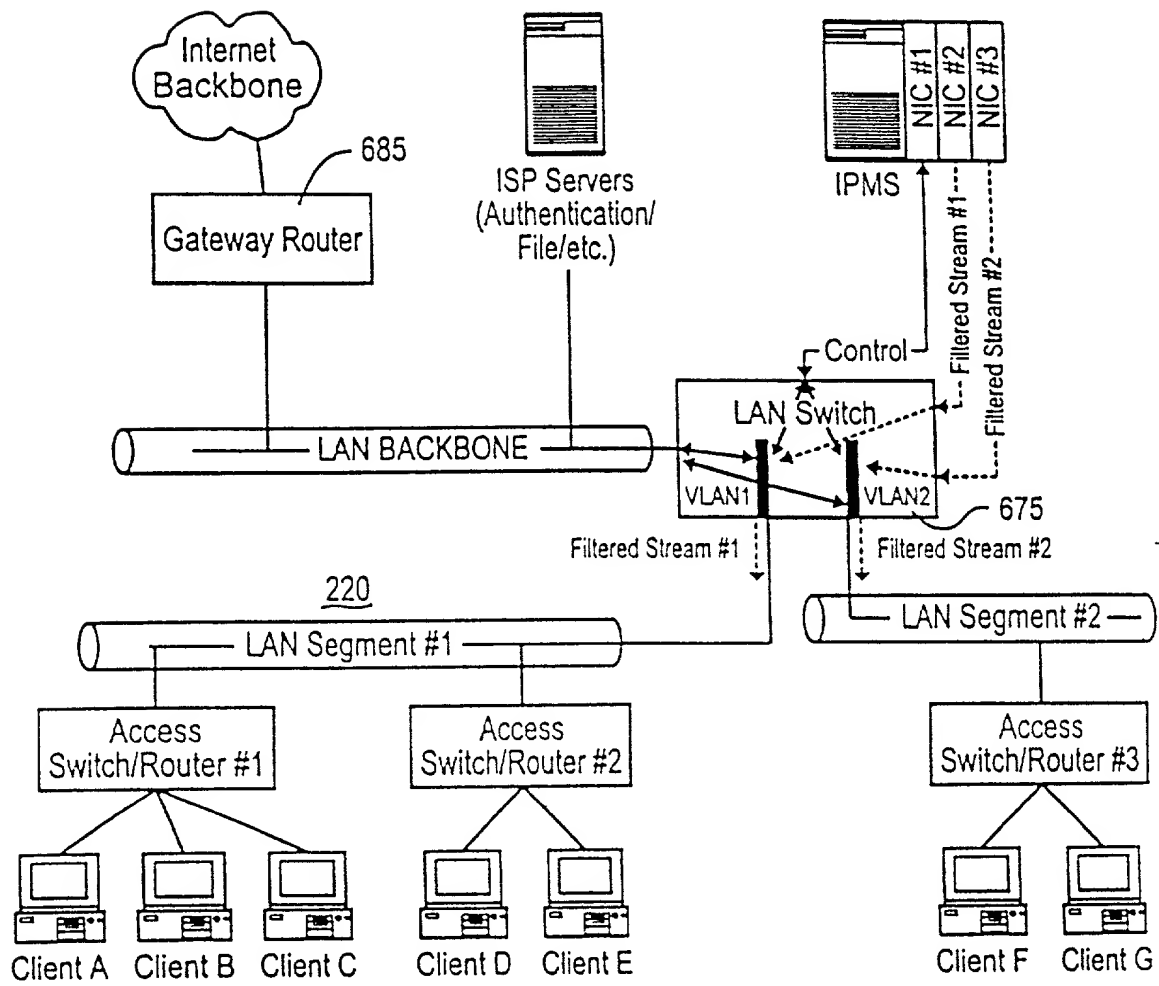 Internet
Backbone
685
Gateway Router
ISP Servers
(Authentication/
File/etc.)
NIC #1
NIC #2
NIC #3
IPMS
Filtered Stream #1
Filtered Stream #2
Control
LAN Switch
LAN BACKBONE
VLAN1
VLAN2
675
Filtered Stream #1
Filtered Stream #2
220
LAN Segment #1
LAN Segment #2
Access
Switch/Router #1
Access
Switch/Router #2
Access
Switch/Router #3
Client A
Client B
Client C
Client D
Client E
Client F
Client G